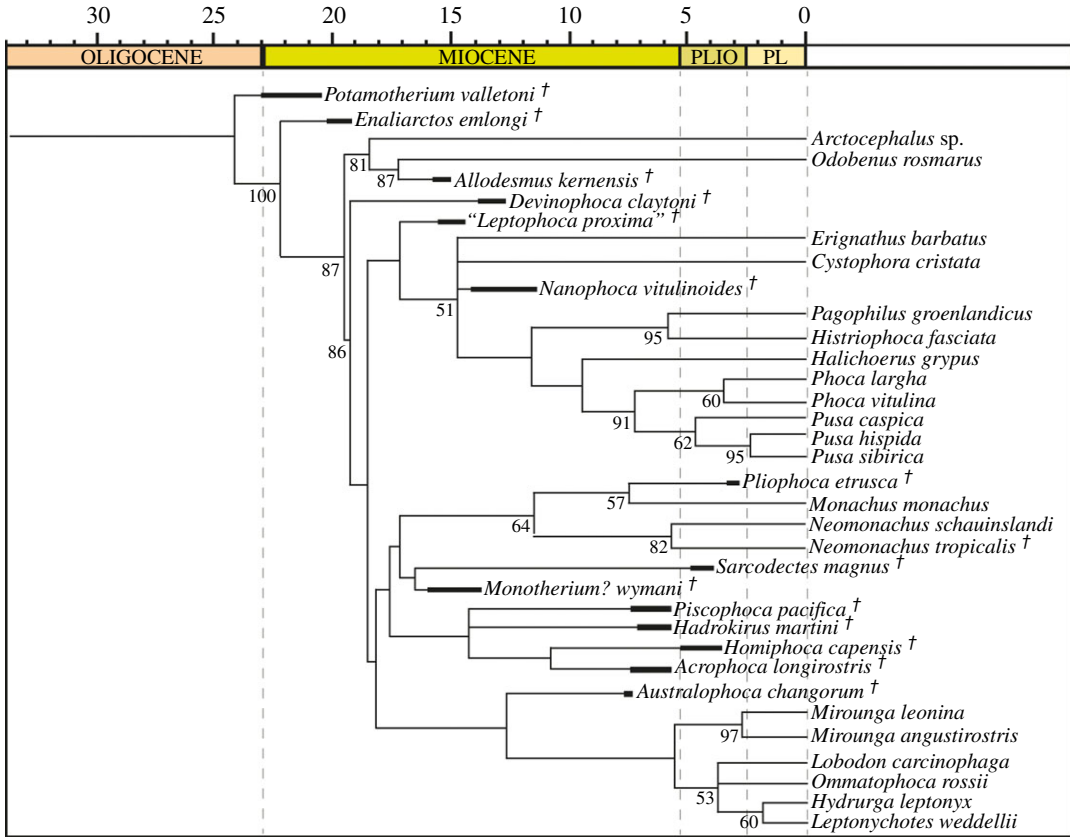 30 25 20 15 10 5 0
OLIGOCENE MIOCENE PLIO PL
Potamotherium valletoni †
Enaliarctos emlongi †
Arctocephalus sp.
81
Odobenus rosmarus
87 Allodesmus kernensis †
100 Devinophoca claytoni †
"Leptophoca proxima" †
Erignathus barbatus
87 Cystophora cristata
Nanophoca vitulinoides †
51
Pagophilus groenlandicus
95 Histriophoca fasciata
86 Halichoerus grypus
Phoca largha
60 Phoca vitulina
91 Pusa caspica
62 Pusa hispida
95 Pusa sibirica
Pliophoca etrusca †
57 Monachus monachus
64 Neomonachus schauinslandi
82 Neomonachus tropicalis †
Sarcodectes magnus †
Monotherium? wymani †
Piscophoca pacifica †
Hadrokirus martini †
Homiphoca capensis †
Acrophoca longirostris †
Australophoca changorum †
Mirounga leonina
97 Mirounga angustirostris
Lobodon carcinophaga
53 Ommatophoca rossii
Hydrurga leptonyx
60 Leptonychotes weddellii